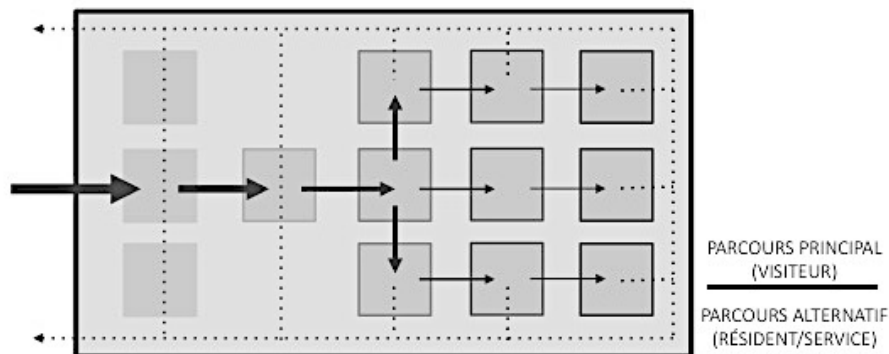 PARCOURS PRINCIPAL
(VISITEUR)
PARCOURS ALTERNATIF
(RÉSIDENT/SERVICE)